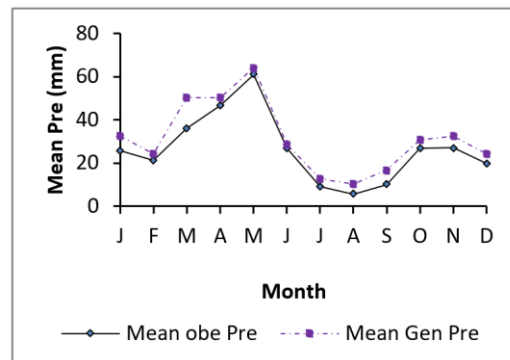 80
60
40
20
0
Mean Pre (mm)
J F M A M J J A S O N D
Month
Mean obe Pre Mean Gen Pre